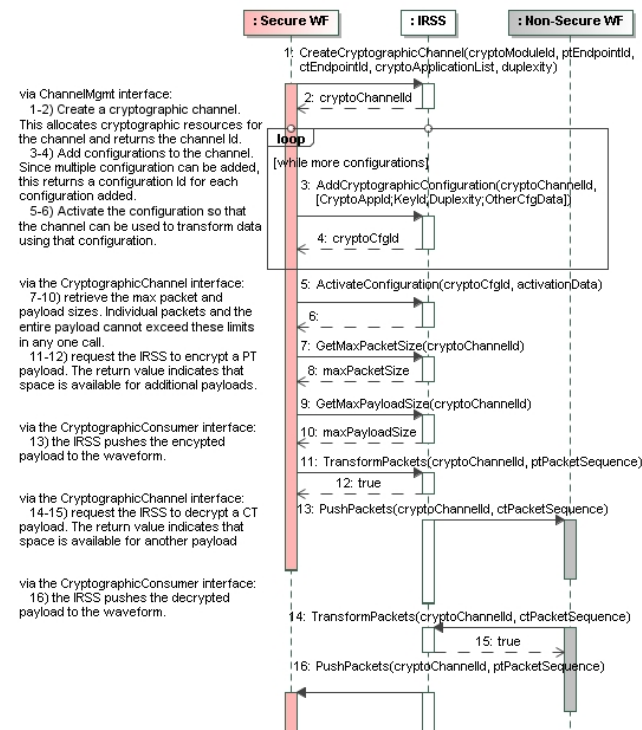 : Secure WF
: IRSS
: Non-Secure WF
1: CreateCryptographicChannel(cryptoModuleId, ptEndpointId,
ctEndpointId, cryptoApplicationList, duplexity)
2: cryptoChannelId
via ChannelMgmt interface:
1-2) Create a cryptographic channel.
This allocates cryptographic resources for
the channel and returns the channel Id.
3-4) Add configurations to the channel.
Since multiple configuration can be added,
this returns a configuration Id for each
configuration added.
5-6) Activate the configuration so that
the channel can be used to transform data
using that configuration.
loop
[while more configurations]
3: AddCryptographicConfiguration(cryptoChannelId,
[CryptoAppId;KeyId;Duplexity;OtherCfgData])
4: cryptoCfgId
via the CryptographicChannel interface:
7-10) retrieve the max packet and
payload sizes. Individual packets and the
entire payload cannot exceed these limits
in any one call.
11-12) request the IRSS to encrypt a PT
payload. The return value indicates that
space is available for additional payloads.
5: ActivateConfiguration(cryptoCfgId, activationData)
6:
7: GetMaxPacketSize(cryptoChannelId)
8: maxPacketSize
9: GetMaxPayloadSize(cryptoChannelId)
10: maxPayloadSize
via the CryptographicConsumer interface:
13) the IRSS pushes the encypted
payload to the waveform.
11: TransformPackets(cryptoChannelId, ptPacketSequence)
12: true
13: PushPackets(cryptoChannelId, ctPacketSequence)
via the CryptographicChannel interface:
14-15) request the IRSS to decrypt a CT
payload. The return value indicates that
space is available for another payload
via the CryptographicConsumer interface:
16) the IRSS pushes the decrypted
payload to the waveform.
14: TransformPackets(cryptoChannelId, ctPacketSequence)
15: true
16: PushPackets(cryptoChannelId, ptPacketSequence)